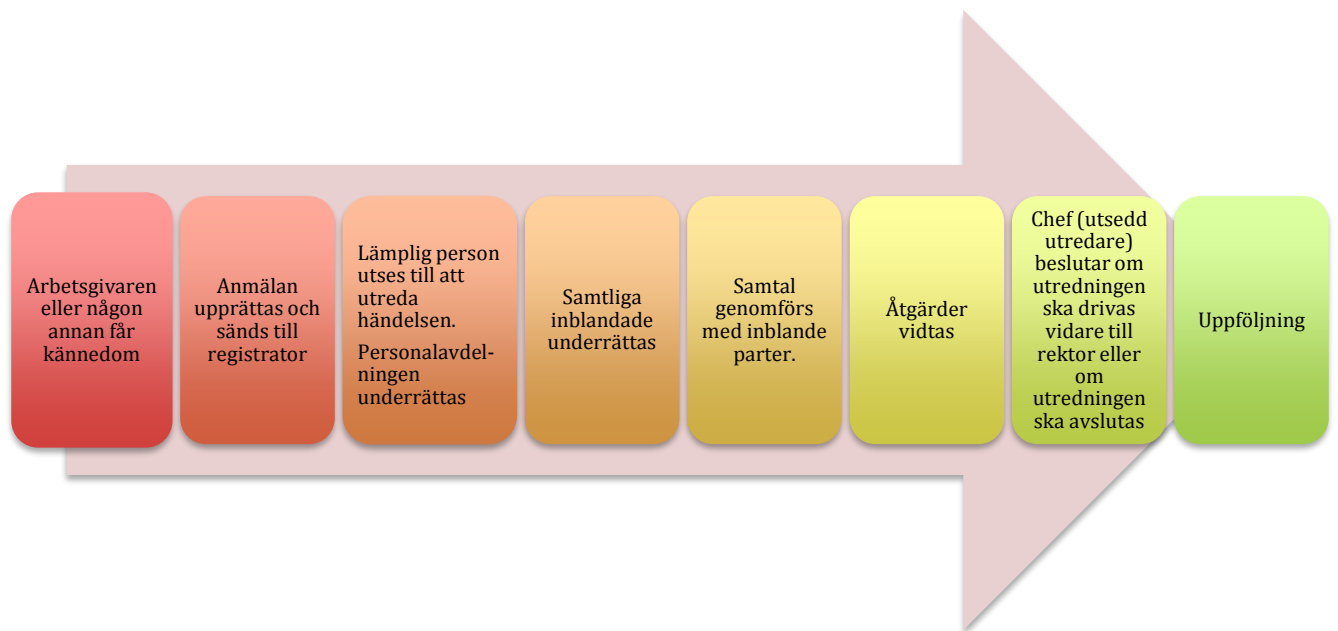 Arbetsgivaren
eller någon
annan får
kännedom
Anmälan
upprättas och
sänds till
registrator
Lämplig person
utses till att
utreda
händelsen.
Personalavdel-
ningen
underrättas
Samtliga
inblandade
underrättas
Samtal
genomförs
med inblande
parter.
Åtgärder
vidtas
Chef (utsedd
utredare)
beslutar om
utredningen
ska drivas
vidare till
rektor eller
om
utredningen
ska avslutas
Uppföljning